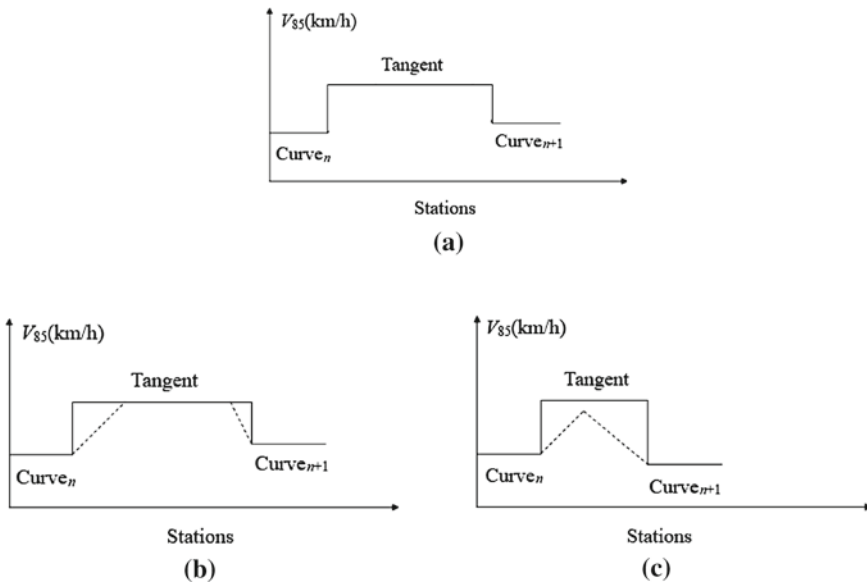 V₈₅(km/h)
Tangent
Curveₙ
Curveₙ₊₁
Stations
(a)
V₈₅(km/h)
Tangent
Curveₙ
Curveₙ₊₁
Stations
(b)
V₈₅(km/h)
Tangent
Curveₙ
Curveₙ₊₁
Stations
(c)